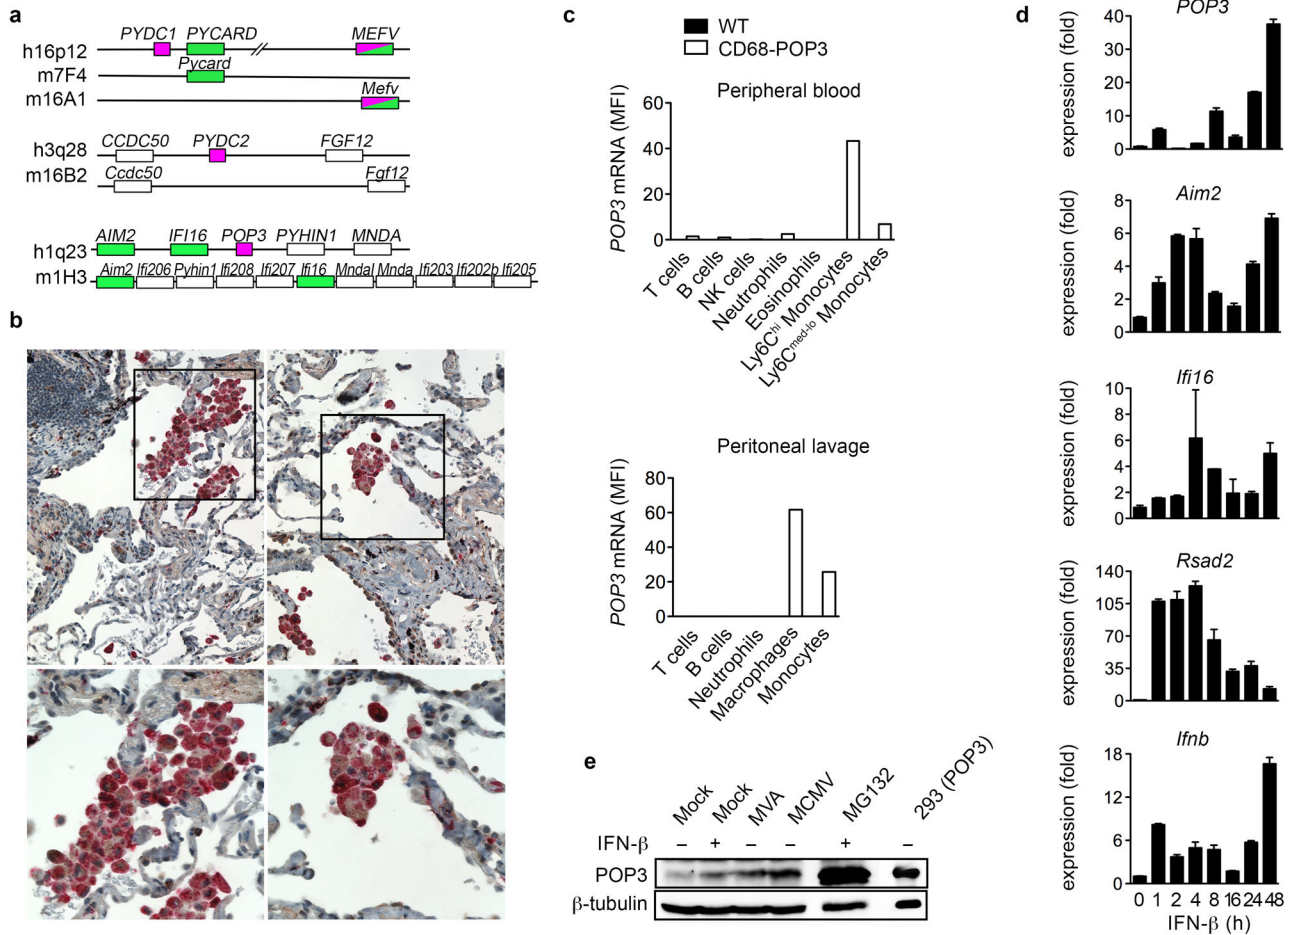 a
PYDC1 PYCARD MEFV
h16p12
Pycard
m7F4
Mefv
m16A1
CCDC50 PYDC2 FGF12
h3q28
Ccdc50 Fgf12
m16B2
AIM2 IFI16 POP3 PYHIN1 MNDA
h1q23
Aim2 Ifi206 Pyhin1 Ifi208 Ifi207 Ifi16 Mndal Mnda Ifi203 Ifi202b Ifi205
m1H3
b
c
WT
CD68-POP3
Peripheral blood
POP3 mRNA (MFI)
60
40
20
0
T cells
B cells
NK cells
Neutrophils
Eosinophils
Ly6Chi Monocytes
Ly6Cmed-lo Monocytes
Peritoneal lavage
POP3 mRNA (MFI)
80
60
40
20
0
T cells
B cells
Neutrophils
Macrophages
Monocytes
d
POP3
expression (fold)
40
30
20
10
0
Aim2
expression (fold)
8
6
4
2
0
Ifi16
expression (fold)
10
8
6
4
2
0
Rsad2
expression (fold)
140
105
70
35
0
Ifnb
expression (fold)
18
12
6
0
0 1 2 4 8 16 24 48
IFN-β (h)
e
Mock Mock MVA MCMV MG132 293 (POP3)
IFN-β – + – – + –
POP3
β-tubulin